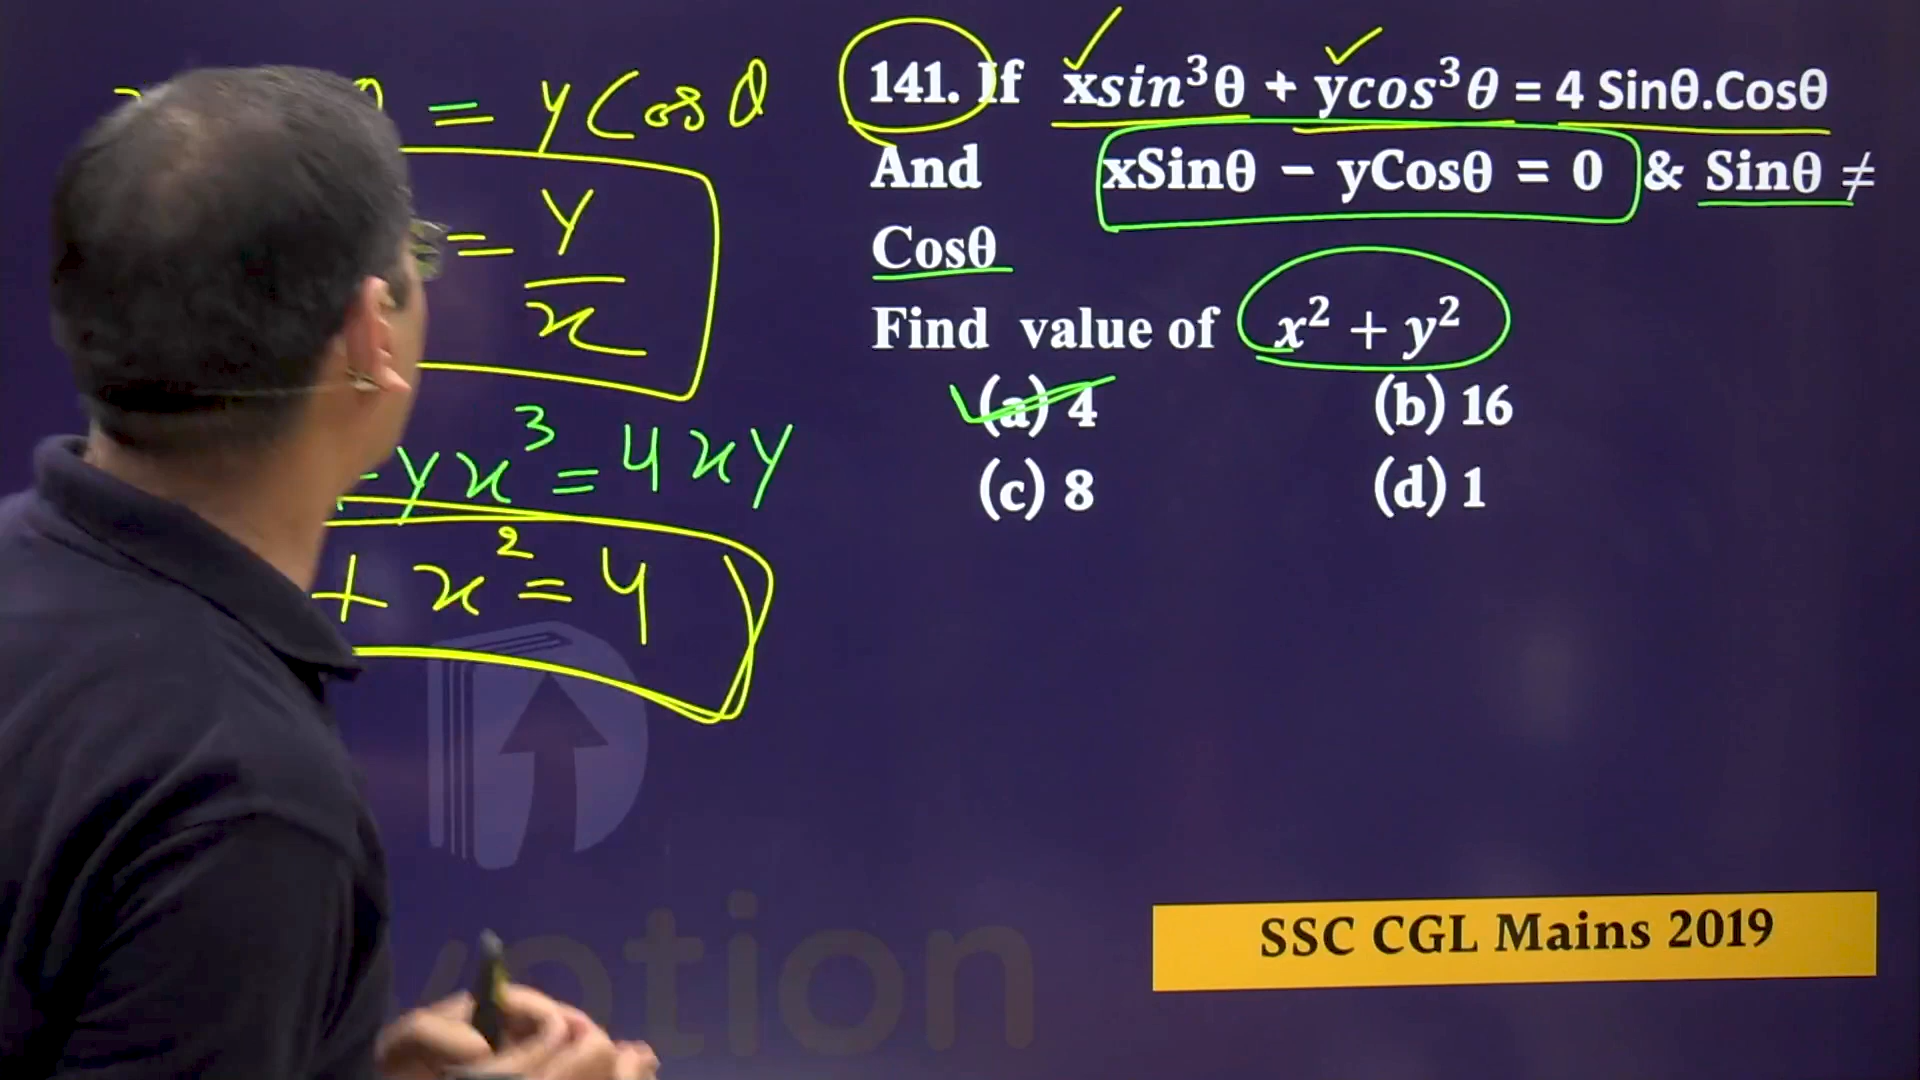 = y Cos θ
= y/x
yx³ = 4xy
+ x² = 4
141. If xsin³θ + ycos³θ = 4 Sinθ.Cosθ
And xSinθ − yCosθ = 0 & Sinθ ≠
Cosθ
Find value of x² + y²
(a) 4 (b) 16
(c) 8 (d) 1
SSC CGL Mains 2019
otion